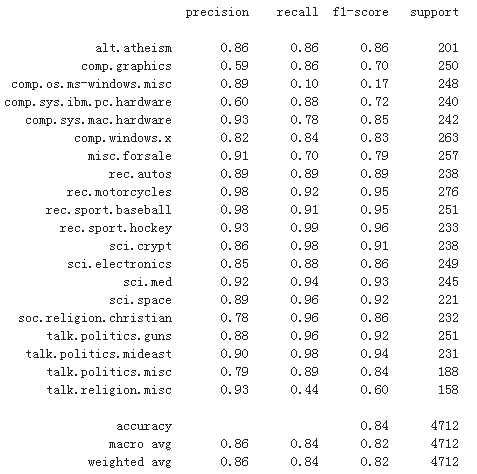 precision recall f1-score support
alt.atheism 0.86 0.86 0.86 201
comp.graphics 0.59 0.86 0.70 250
comp.os.ms-windows.misc 0.89 0.10 0.17 248
comp.sys.ibm.pc.hardware 0.60 0.88 0.72 240
comp.sys.mac.hardware 0.93 0.78 0.85 242
comp.windows.x 0.82 0.84 0.83 263
misc.forsale 0.91 0.70 0.79 257
rec.autos 0.89 0.89 0.89 238
rec.motorcycles 0.98 0.92 0.95 276
rec.sport.baseball 0.98 0.91 0.95 251
rec.sport.hockey 0.93 0.99 0.96 233
sci.crypt 0.86 0.98 0.91 238
sci.electronics 0.85 0.88 0.86 249
sci.med 0.92 0.94 0.93 245
sci.space 0.89 0.96 0.92 221
soc.religion.christian 0.78 0.96 0.86 232
talk.politics.guns 0.88 0.96 0.92 251
talk.politics.mideast 0.90 0.98 0.94 231
talk.politics.misc 0.79 0.89 0.84 188
talk.religion.misc 0.93 0.44 0.60 158
accuracy 0.84 4712
macro avg 0.86 0.84 0.82 4712
weighted avg 0.86 0.84 0.82 4712